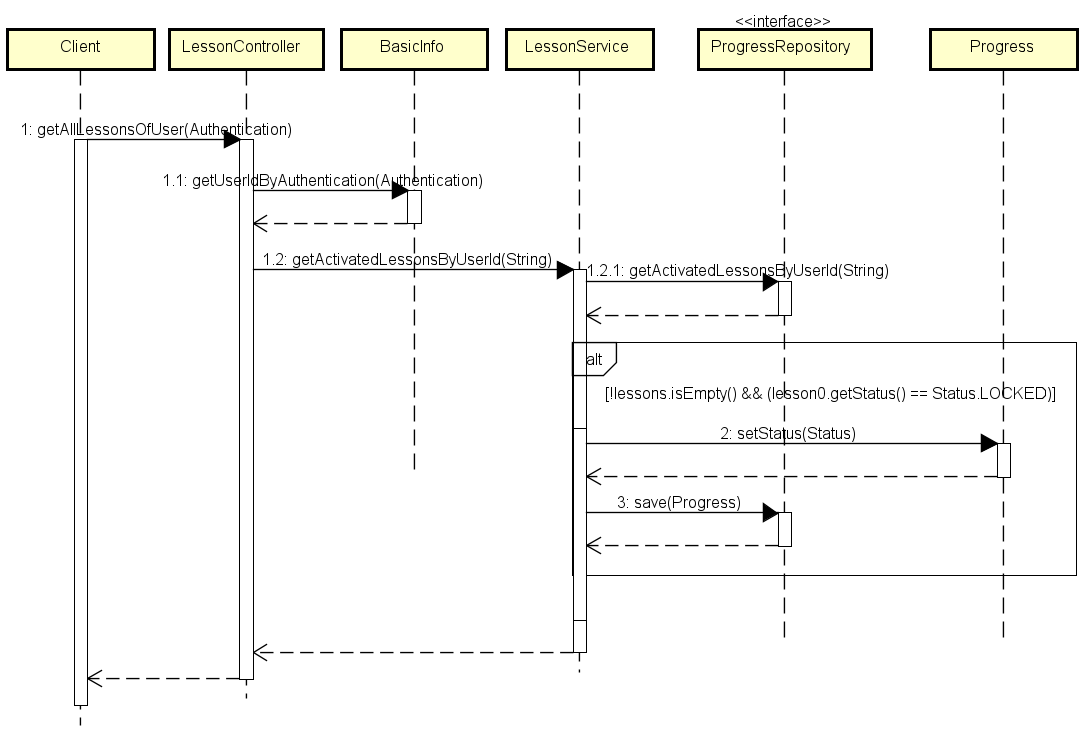 <<interface>>
Client
LessonController
BasicInfo
LessonService
ProgressRepository
Progress
1: getAllLessonsOfUser(Authentication)
1.1: getUserIdByAuthentication(Authentication)
1.2: getActivatedLessonsByUserId(String)
1.2.1: getActivatedLessonsByUserId(String)
alt
[!lessons.isEmpty() && (lesson0.getStatus() == Status.LOCKED)]
2: setStatus(Status)
3: save(Progress)